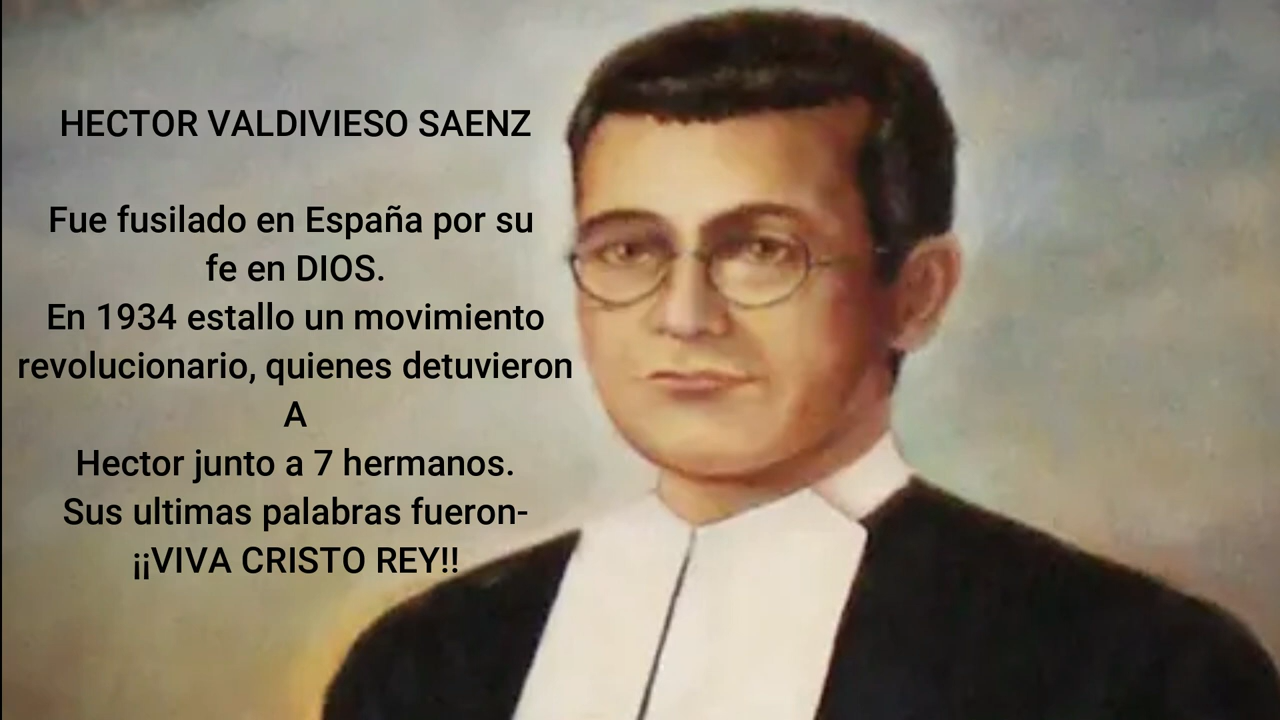 HECTOR VALDIVIESO SAENZ
Fue fusilado en España por su
fe en DIOS.
En 1934 estallo un movimiento
revolucionario, quienes detuvieron
A
Hector junto a 7 hermanos.
Sus ultimas palabras fueron-
¡¡VIVA CRISTO REY!!